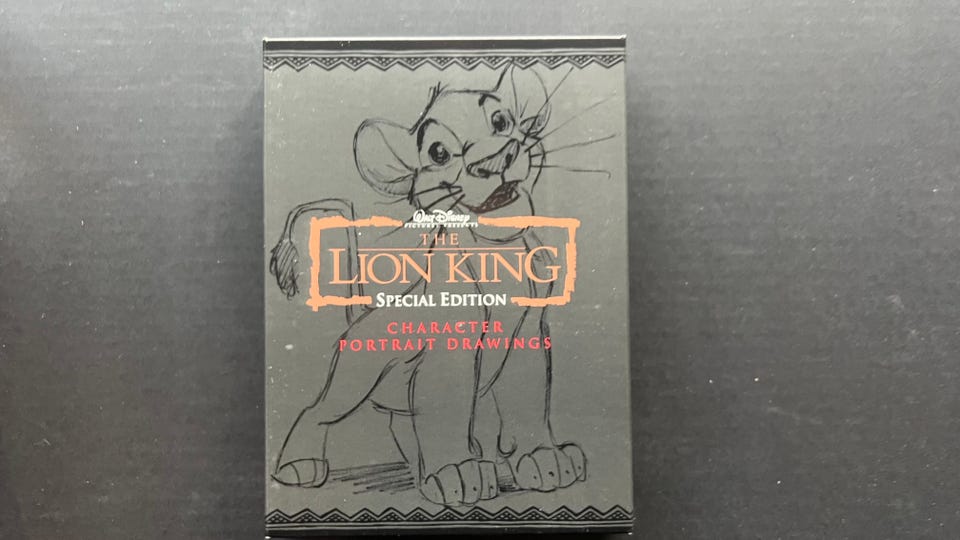 WALT DISNEY
PICTURES PRESENTS
THE
LION KING
SPECIAL EDITION
CHARACTER
PORTRAIT DRAWINGS